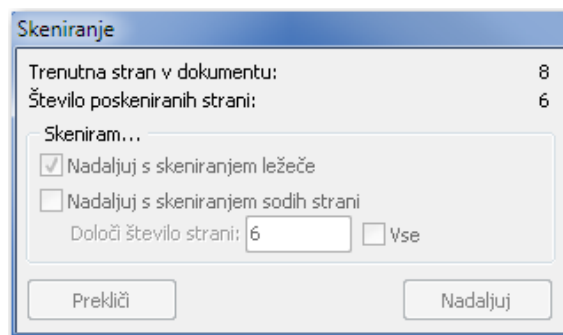 Skeniranje
Trenutna stran v dokumentu: 8
Število poskeniranih strani: 6
Skeniram...
Nadaljuj s skeniranjem ležeče
Nadaljuj s skeniranjem sodih strani
Določi število strani: 6 Vse
Prekliči Nadaljuj